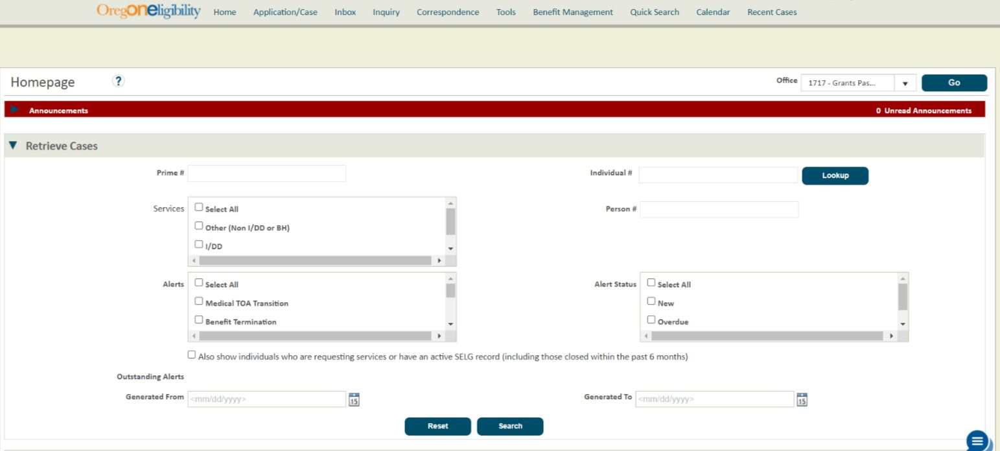 OregONEligibility Home Application/Case Inbox Inquiry Correspondence Tools Benefit Management Quick Search Calendar Recent Cases
Homepage ? Office 1717 - Grants Pas... Go
Announcements 0 Unread Announcements
Retrieve Cases
Prime # Individual # Lookup
Services Select All Person #
Other (Non I/DD or BH)
I/DD
Alerts Select All Alert Status Select All
Medical TOA Transition New
Benefit Termination Overdue
Also show individuals who are requesting services or have an active SELG record (including those closed within the past 6 months)
Outstanding Alerts
Generated From <mm/dd/yyyy> 15 Generated To <mm/dd/yyyy> 15
Reset Search